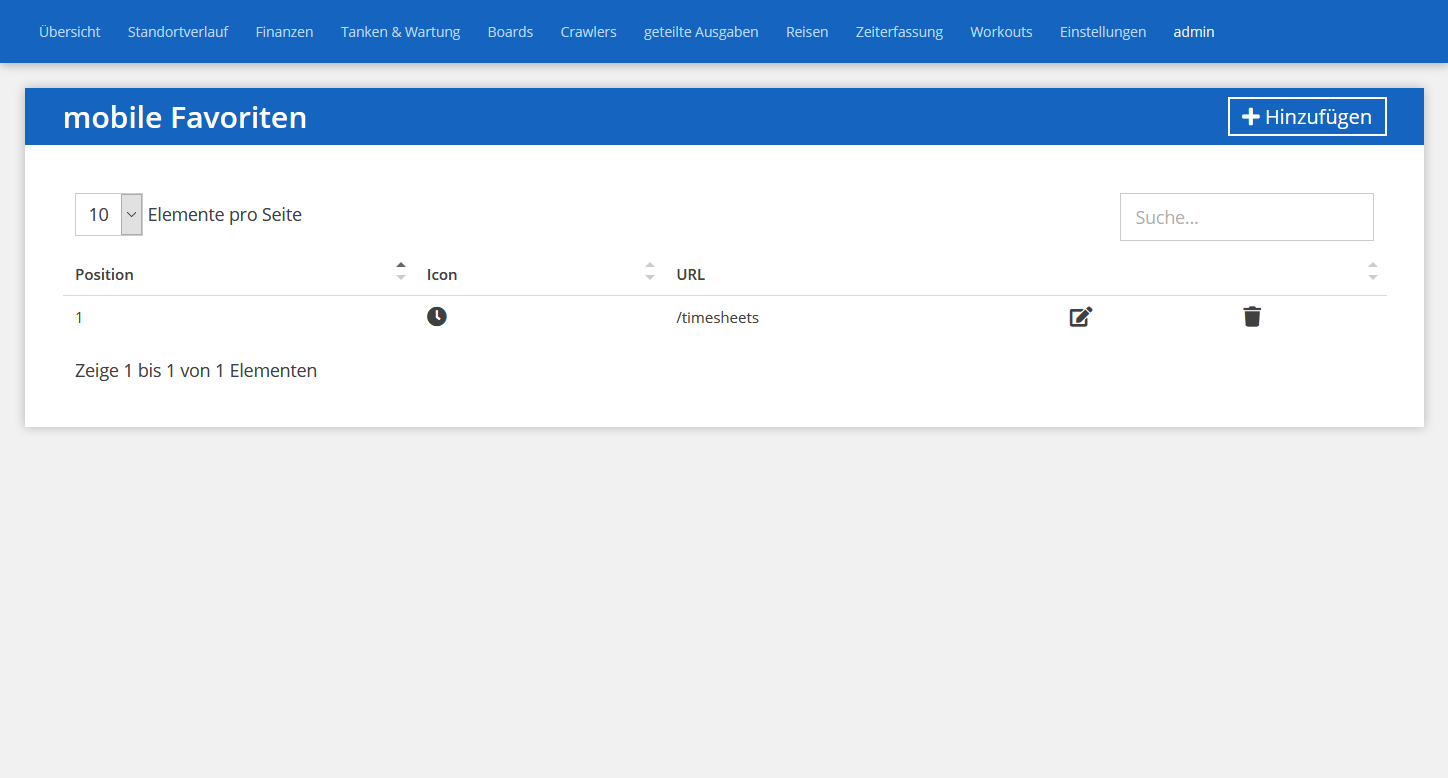 Übersicht Standortverlauf Finanzen Tanken & Wartung Boards Crawlers geteilte Ausgaben Reisen Zeiterfassung Workouts Einstellungen admin
mobile Favoriten Hinzufügen
10 Elemente pro Seite Suche...
Position Icon URL
1 /timesheets
Zeige 1 bis 1 von 1 Elementen